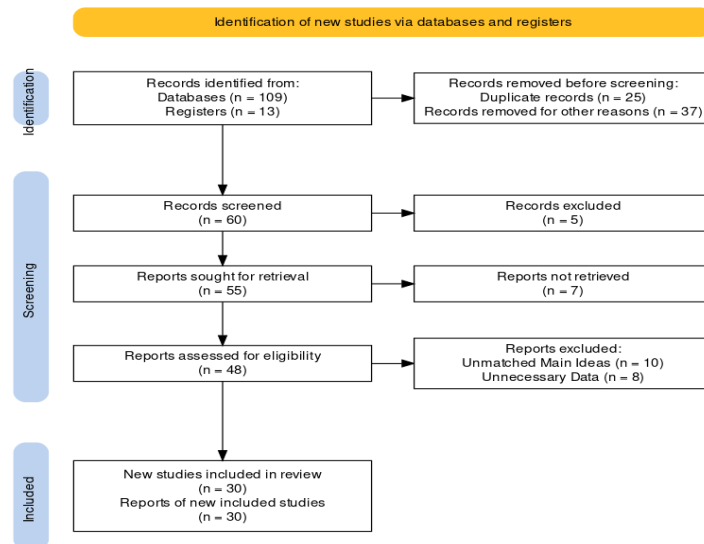 Identification of new studies via databases and registers
Identification
Records identified from:
Databases (n = 109)
Registers (n = 13)
Records removed before screening:
Duplicate records (n = 25)
Records removed for other reasons (n = 37)
Screening
Records screened
(n = 60)
Records excluded
(n = 5)
Reports sought for retrieval
(n = 55)
Reports not retrieved
(n = 7)
Reports assessed for eligibility
(n = 48)
Reports excluded:
Unmatched Main Ideas (n = 10)
Unnecessary Data (n = 8)
Included
New studies included in review
(n = 30)
Reports of new included studies
(n = 30)